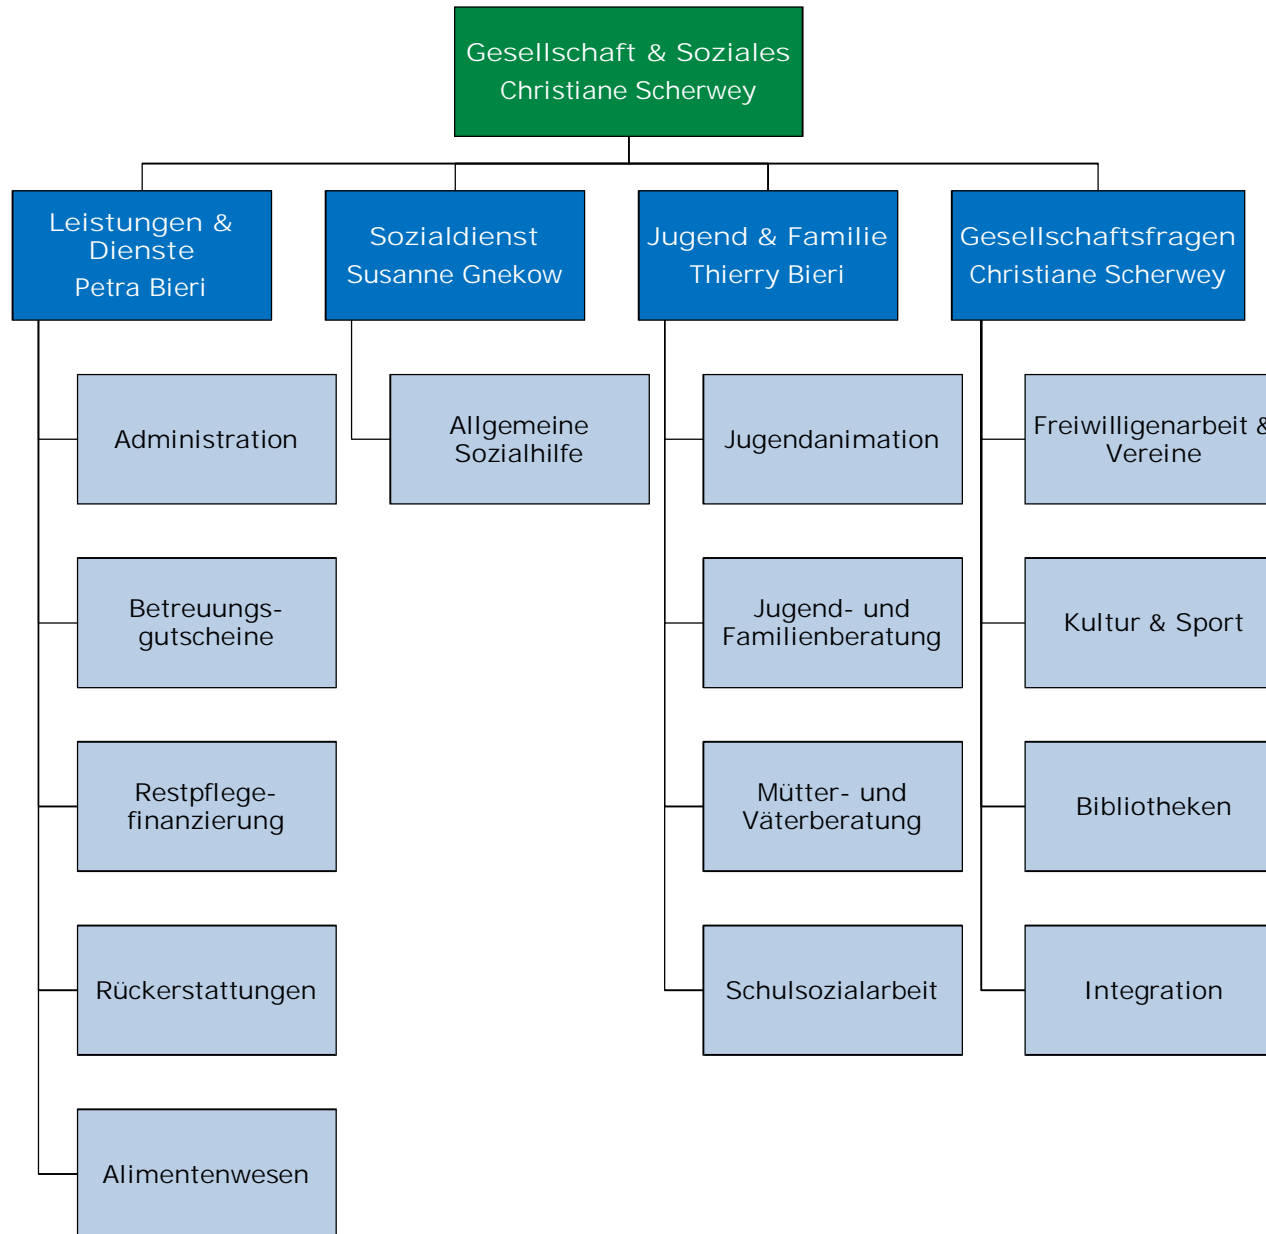 Gesellschaft & Soziales
Christiane Scherwey
Leistungen &
Dienste
Petra Bieri
Sozialdienst
Susanne Gnekow
Jugend & Familie
Thierry Bieri
Gesellschaftsfragen
Christiane Scherwey
Administration
Betreuungs-
gutscheine
Restpflege-
finanzierung
Rückerstattungen
Alimentenwesen
Allgemeine
Sozialhilfe
Jugendanimation
Jugend- und
Familienberatung
Mütter- und
Väterberatung
Schulsozialarbeit
Freiwilligenarbeit &
Vereine
Kultur & Sport
Bibliotheken
Integration